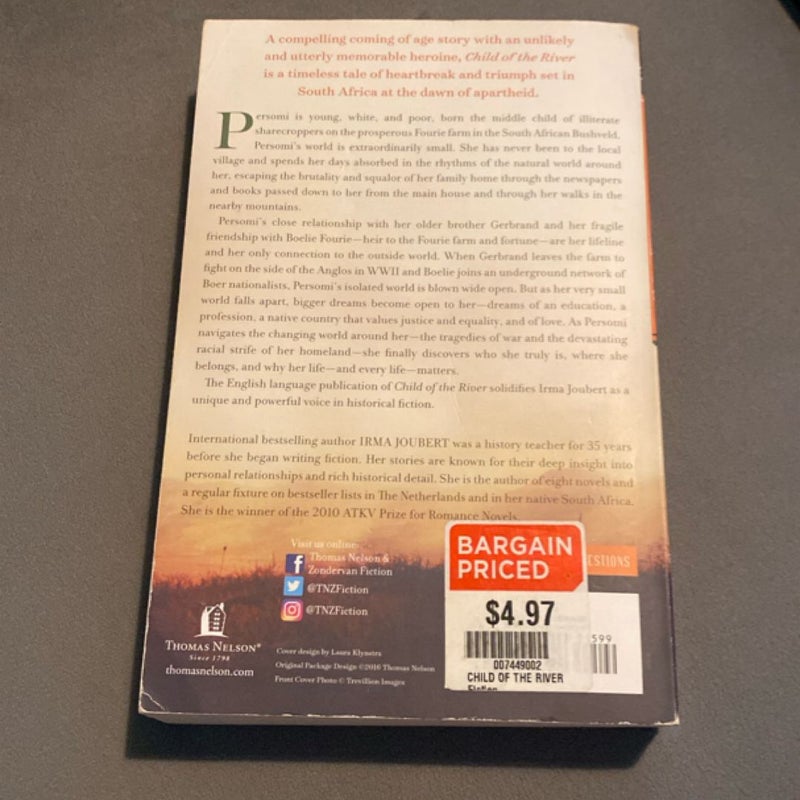 A compelling coming of age story with an unlikely
and utterly memorable heroine, Child of the River
is a timeless tale of heartbreak and triumph set in
South Africa at the dawn of apartheid.
Persomi is young, white, and poor, born the middle child of illiterate
sharecroppers on the prosperous Fourie farm in the South African Bushveld.
Persomi's world is extraordinarily small. She has never been to the local
village and spends her days absorbed in the rhythms of the natural world around
her, escaping the brutality and squalor of her family home through the newspapers
and books passed down to her from the main house and through her walks in the
nearby mountains.
Persomi's close relationship with her older brother Gerbrand and her fragile
friendship with Boelie Fourie—heir to the Fourie farm and fortune—are her lifeline
and her only connection to the outside world. When Gerbrand leaves the farm to
fight on the side of the Anglos in WWII and Boelie joins an underground network of
Boer nationalists, Persomi's isolated world is blown wide open. But as her very small
world falls apart, bigger dreams become open to her—dreams of an education, a
profession, a native country that values justice and equality, and of love. As Persomi
navigates the changing world around her—the tragedies of war and the devastating
racial strife of her homeland—she finally discovers who she truly is, where she
belongs, and why her life—and every life—matters.
The English language publication of Child of the River solidifies Irma Joubert as a
unique and powerful voice in historical fiction.
International bestselling author IRMA JOUBERT was a history teacher for 35 years
before she began writing fiction. Her stories are known for their deep insight into
personal relationships and rich historical detail. She is the author of eight novels and
a regular fixture on bestseller lists in The Netherlands and in her native South Africa.
She is the winner of the 2010 ATKV Prize for Romance Novels.
Visit us online:
Thomas Nelson &
Zondervan Fiction
@TNZFiction
@TNZFiction
THOMAS NELSON®
Since 1798
thomasnelson.com
Cover design by Laura Klynstra
Original Package Design ©2016 Thomas Nelson
Front Cover Photo © Trevillion Images
BARGAIN
PRICED
$4.97
007449002
CHILD OF THE RIVER
Fiction
ESTIONS
599